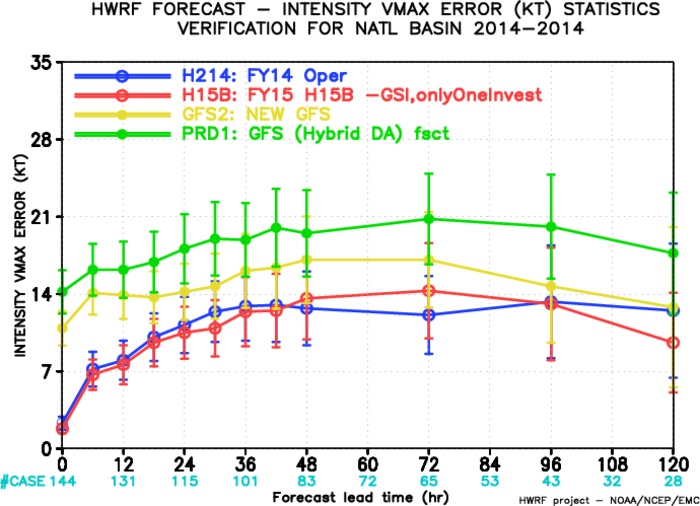 HWRF FORECAST – INTENSITY VMAX ERROR (KT) STATISTICS
VERIFICATION FOR NATL BASIN 2014–2014
INTENSITY VMAX ERROR (KT)
35
28
21
14
7
0
H214: FY14 Oper
H15B: FY15 H15B –GSI,onlyOneInvest
GFS2: NEW GFS
PRD1: GFS (Hybrid DA) fsct
0 12 24 36 48 60 72 84 96 108 120
#CASE 144 131 115 101 83 72 65 53 43 32 28
Forecast lead time (hr)
HWRF project – NOAA/NCEP/EMC